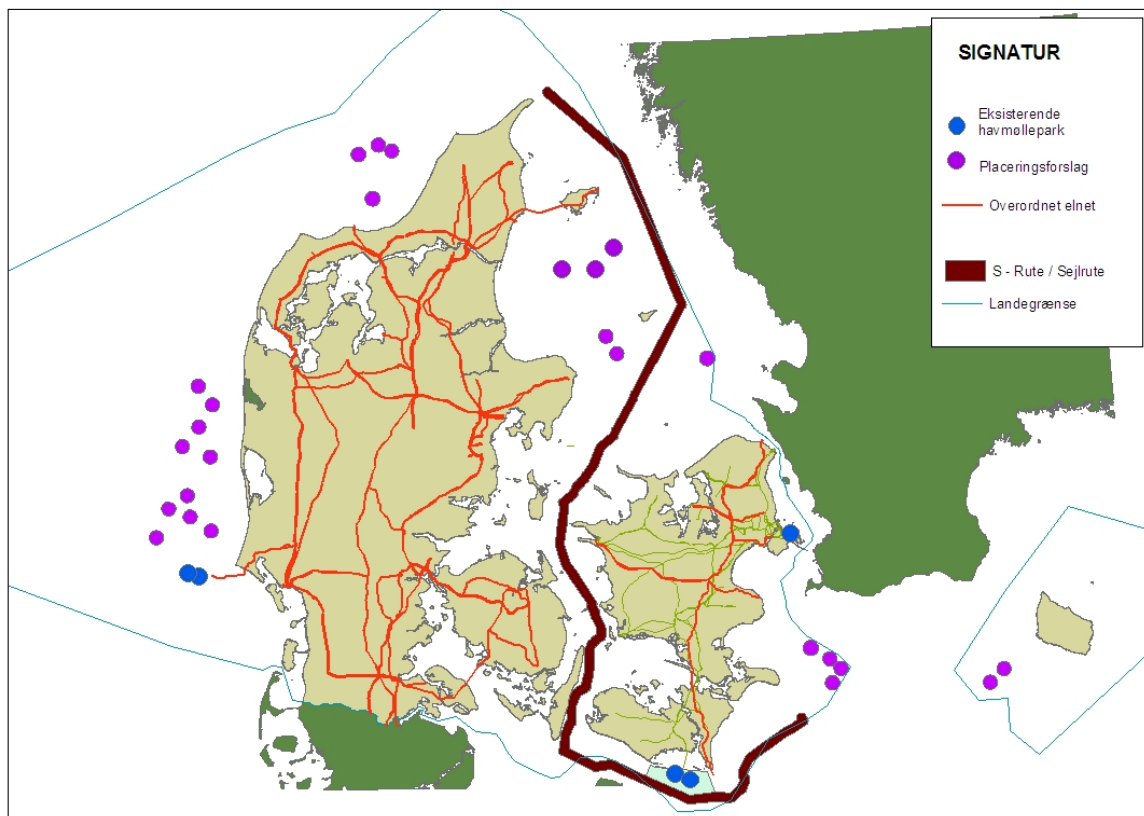 SIGNATUR
Eksisterende
havmøllepark
Placeringsforslag
Overordnet elnet
S - Rute / Sejlrute
Landegrænse